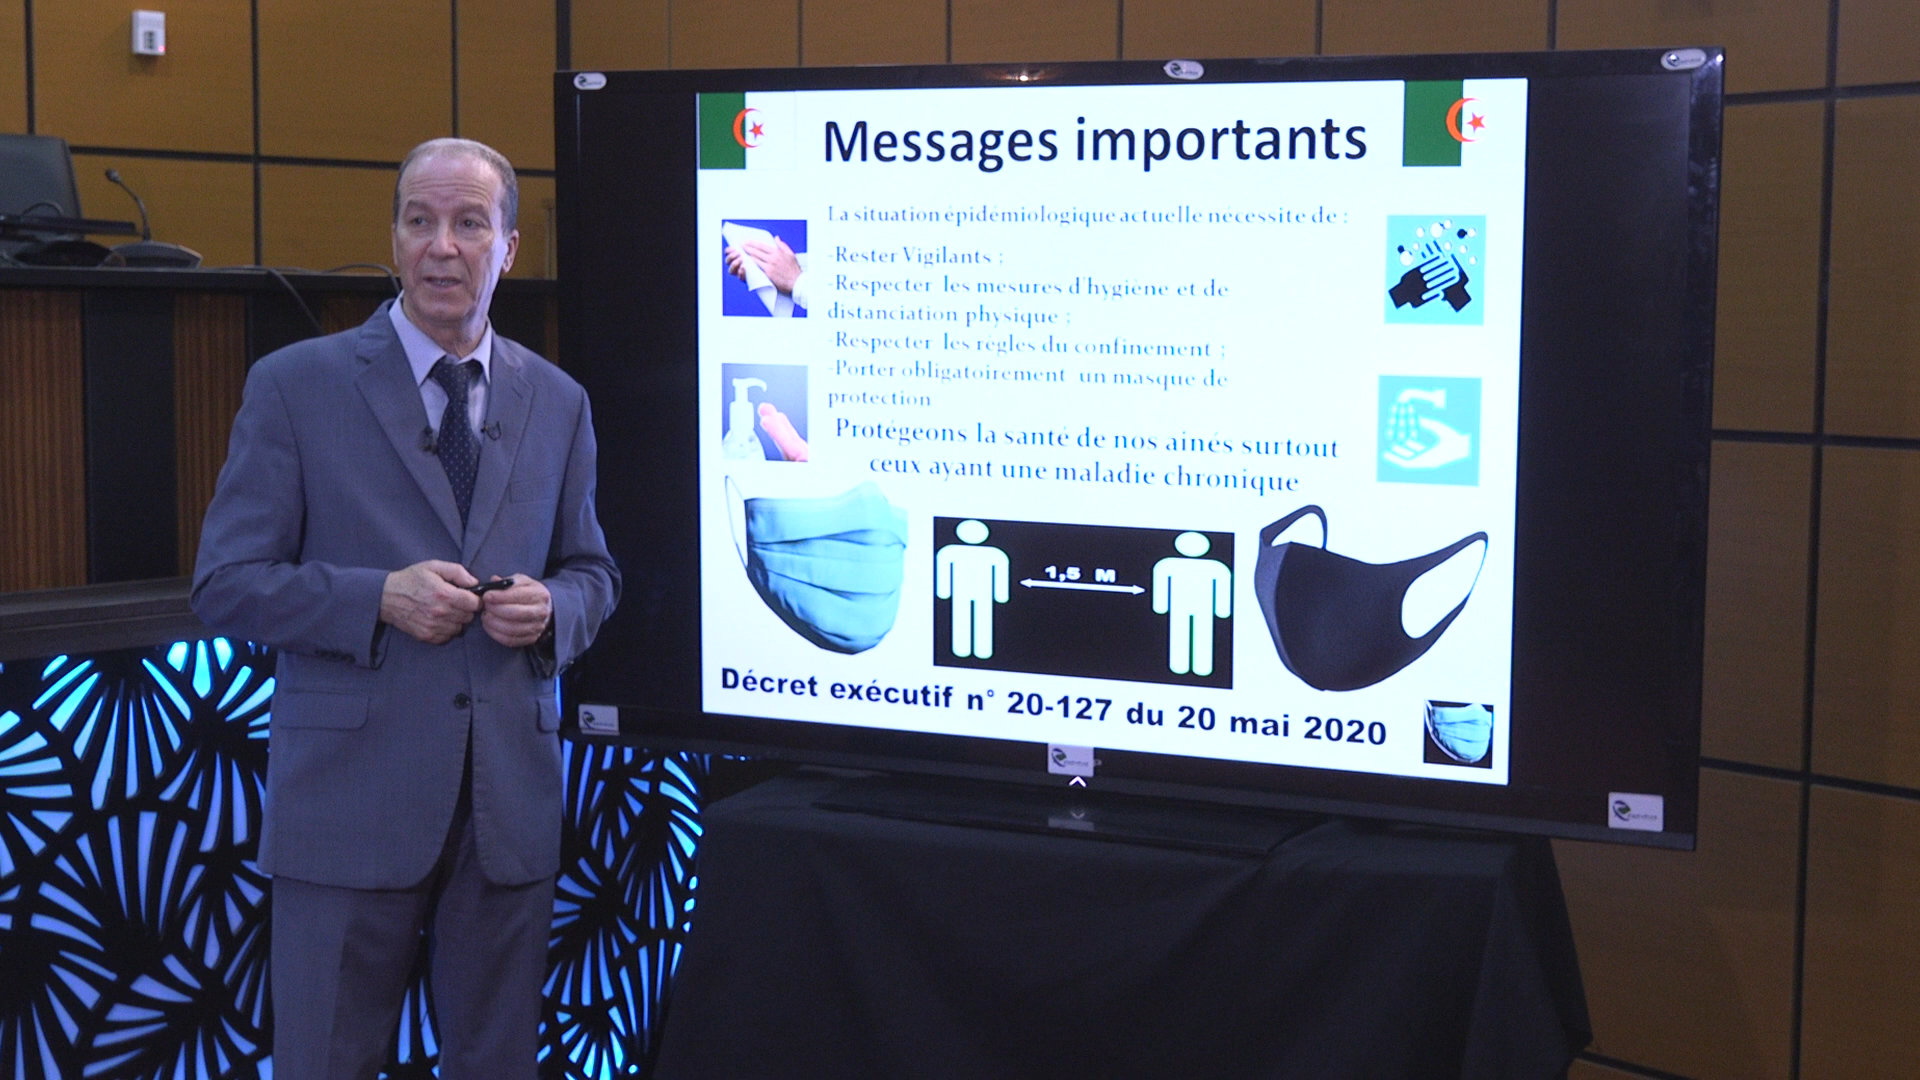 Messages importants
La situation épidémiologique actuelle nécessite de :
-Rester Vigilants ;
-Respecter les mesures d'hygiène et de
distanciation physique ;
-Respecter les règles du confinement ;
-Porter obligatoirement un masque de
protection
Protégeons la santé de nos ainés surtout
ceux ayant une maladie chronique
1,5 M
Décret exécutif n° 20-127 du 20 mai 2020